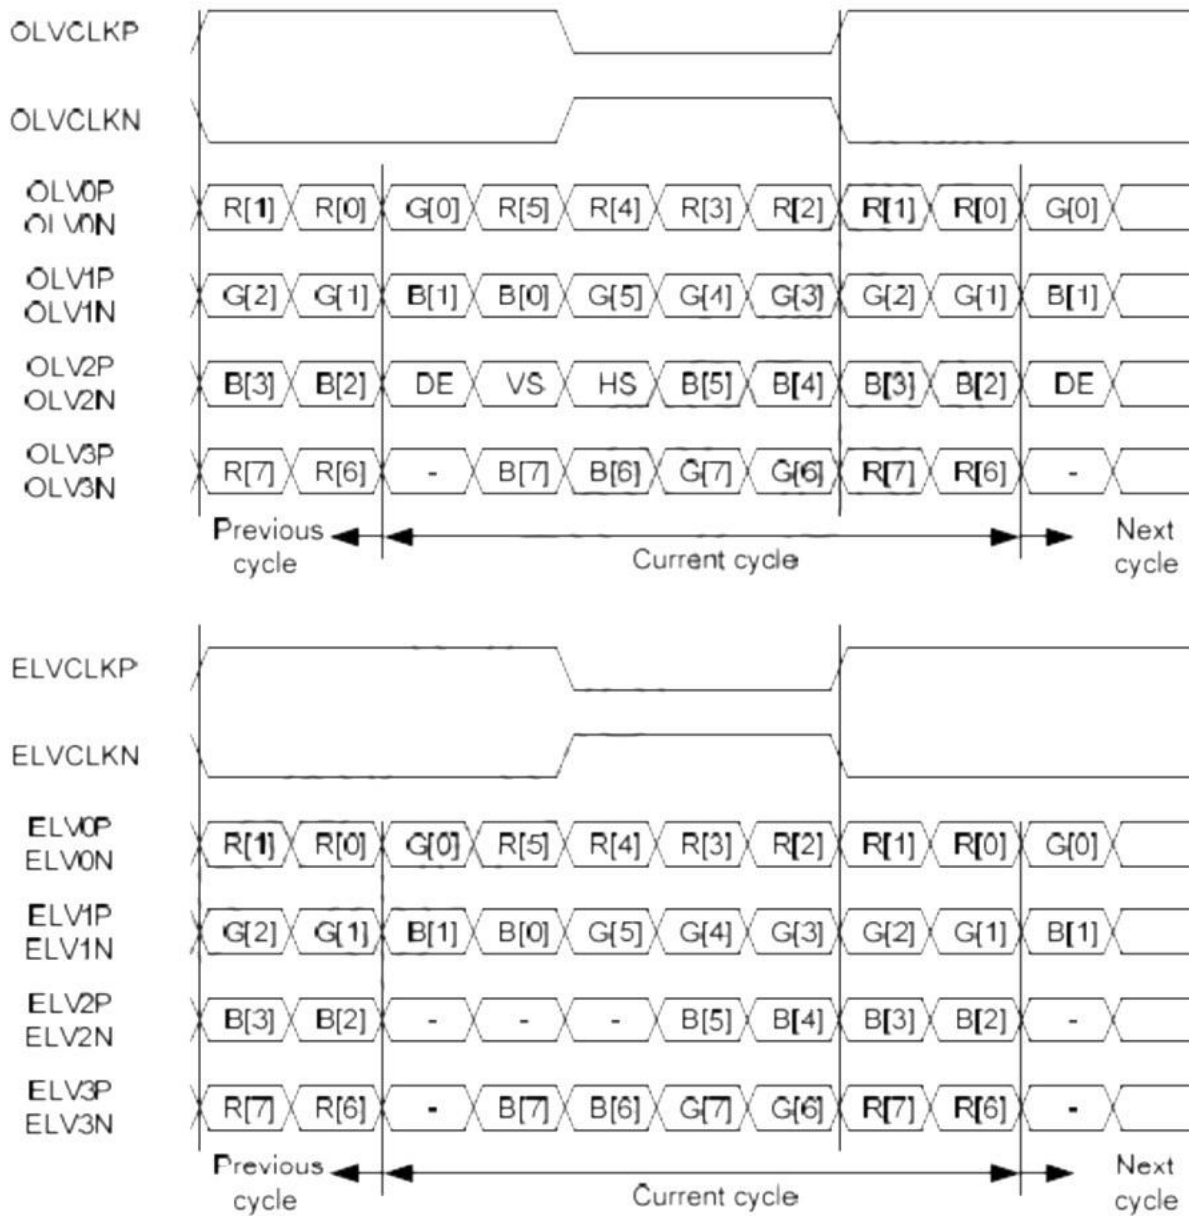 OLVCLKP
OLVCLKN
OLV0P
OLV0N
R[1] R[0] G[0] R[5] R[4] R[3] R[2] R[1] R[0] G[0]
OLV1P
OLV1N
G[2] G[1] B[1] B[0] G[5] G[4] G[3] G[2] G[1] B[1]
OLV2P
OLV2N
B[3] B[2] DE VS HS B[5] B[4] B[3] B[2] DE
OLV3P
OLV3N
R[7] R[6] - B[7] B[6] G[7] G[6] R[7] R[6] -
Previous cycle
Current cycle
Next cycle
ELVCLKP
ELVCLKN
ELV0P
ELV0N
R[1] R[0] G[0] R[5] R[4] R[3] R[2] R[1] R[0] G[0]
ELV1P
ELV1N
G[2] G[1] B[1] B[0] G[5] G[4] G[3] G[2] G[1] B[1]
ELV2P
ELV2N
B[3] B[2] - - - B[5] B[4] B[3] B[2] -
ELV3P
ELV3N
R[7] R[6] - B[7] B[6] G[7] G[6] R[7] R[6] -
Previous cycle
Current cycle
Next cycle